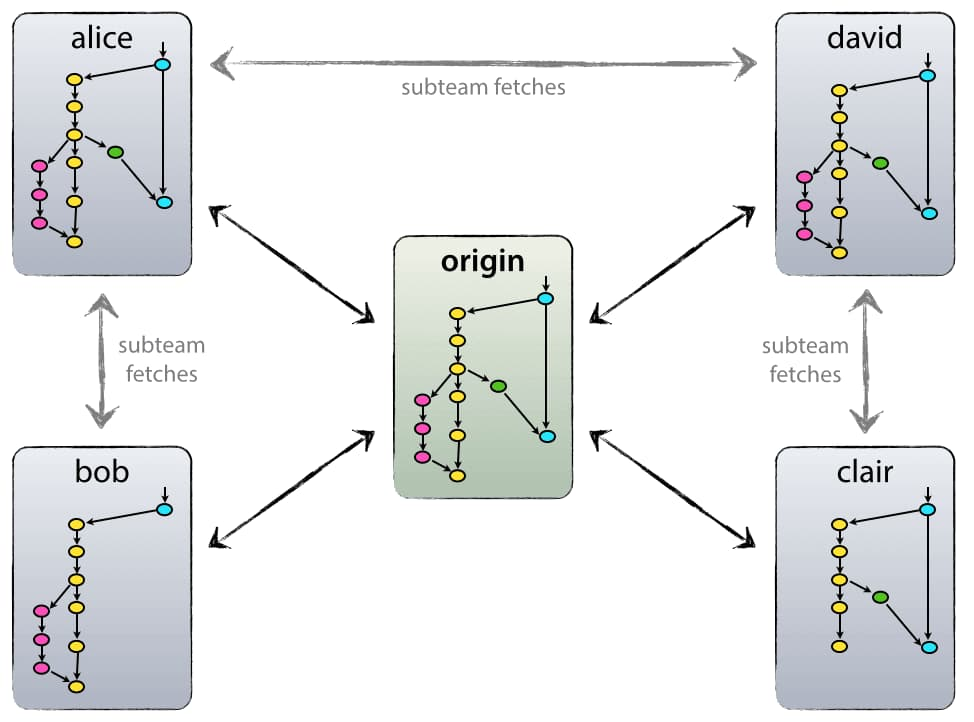 alice
david
subteam fetches
origin
subteam
fetches
subteam
fetches
bob
clair